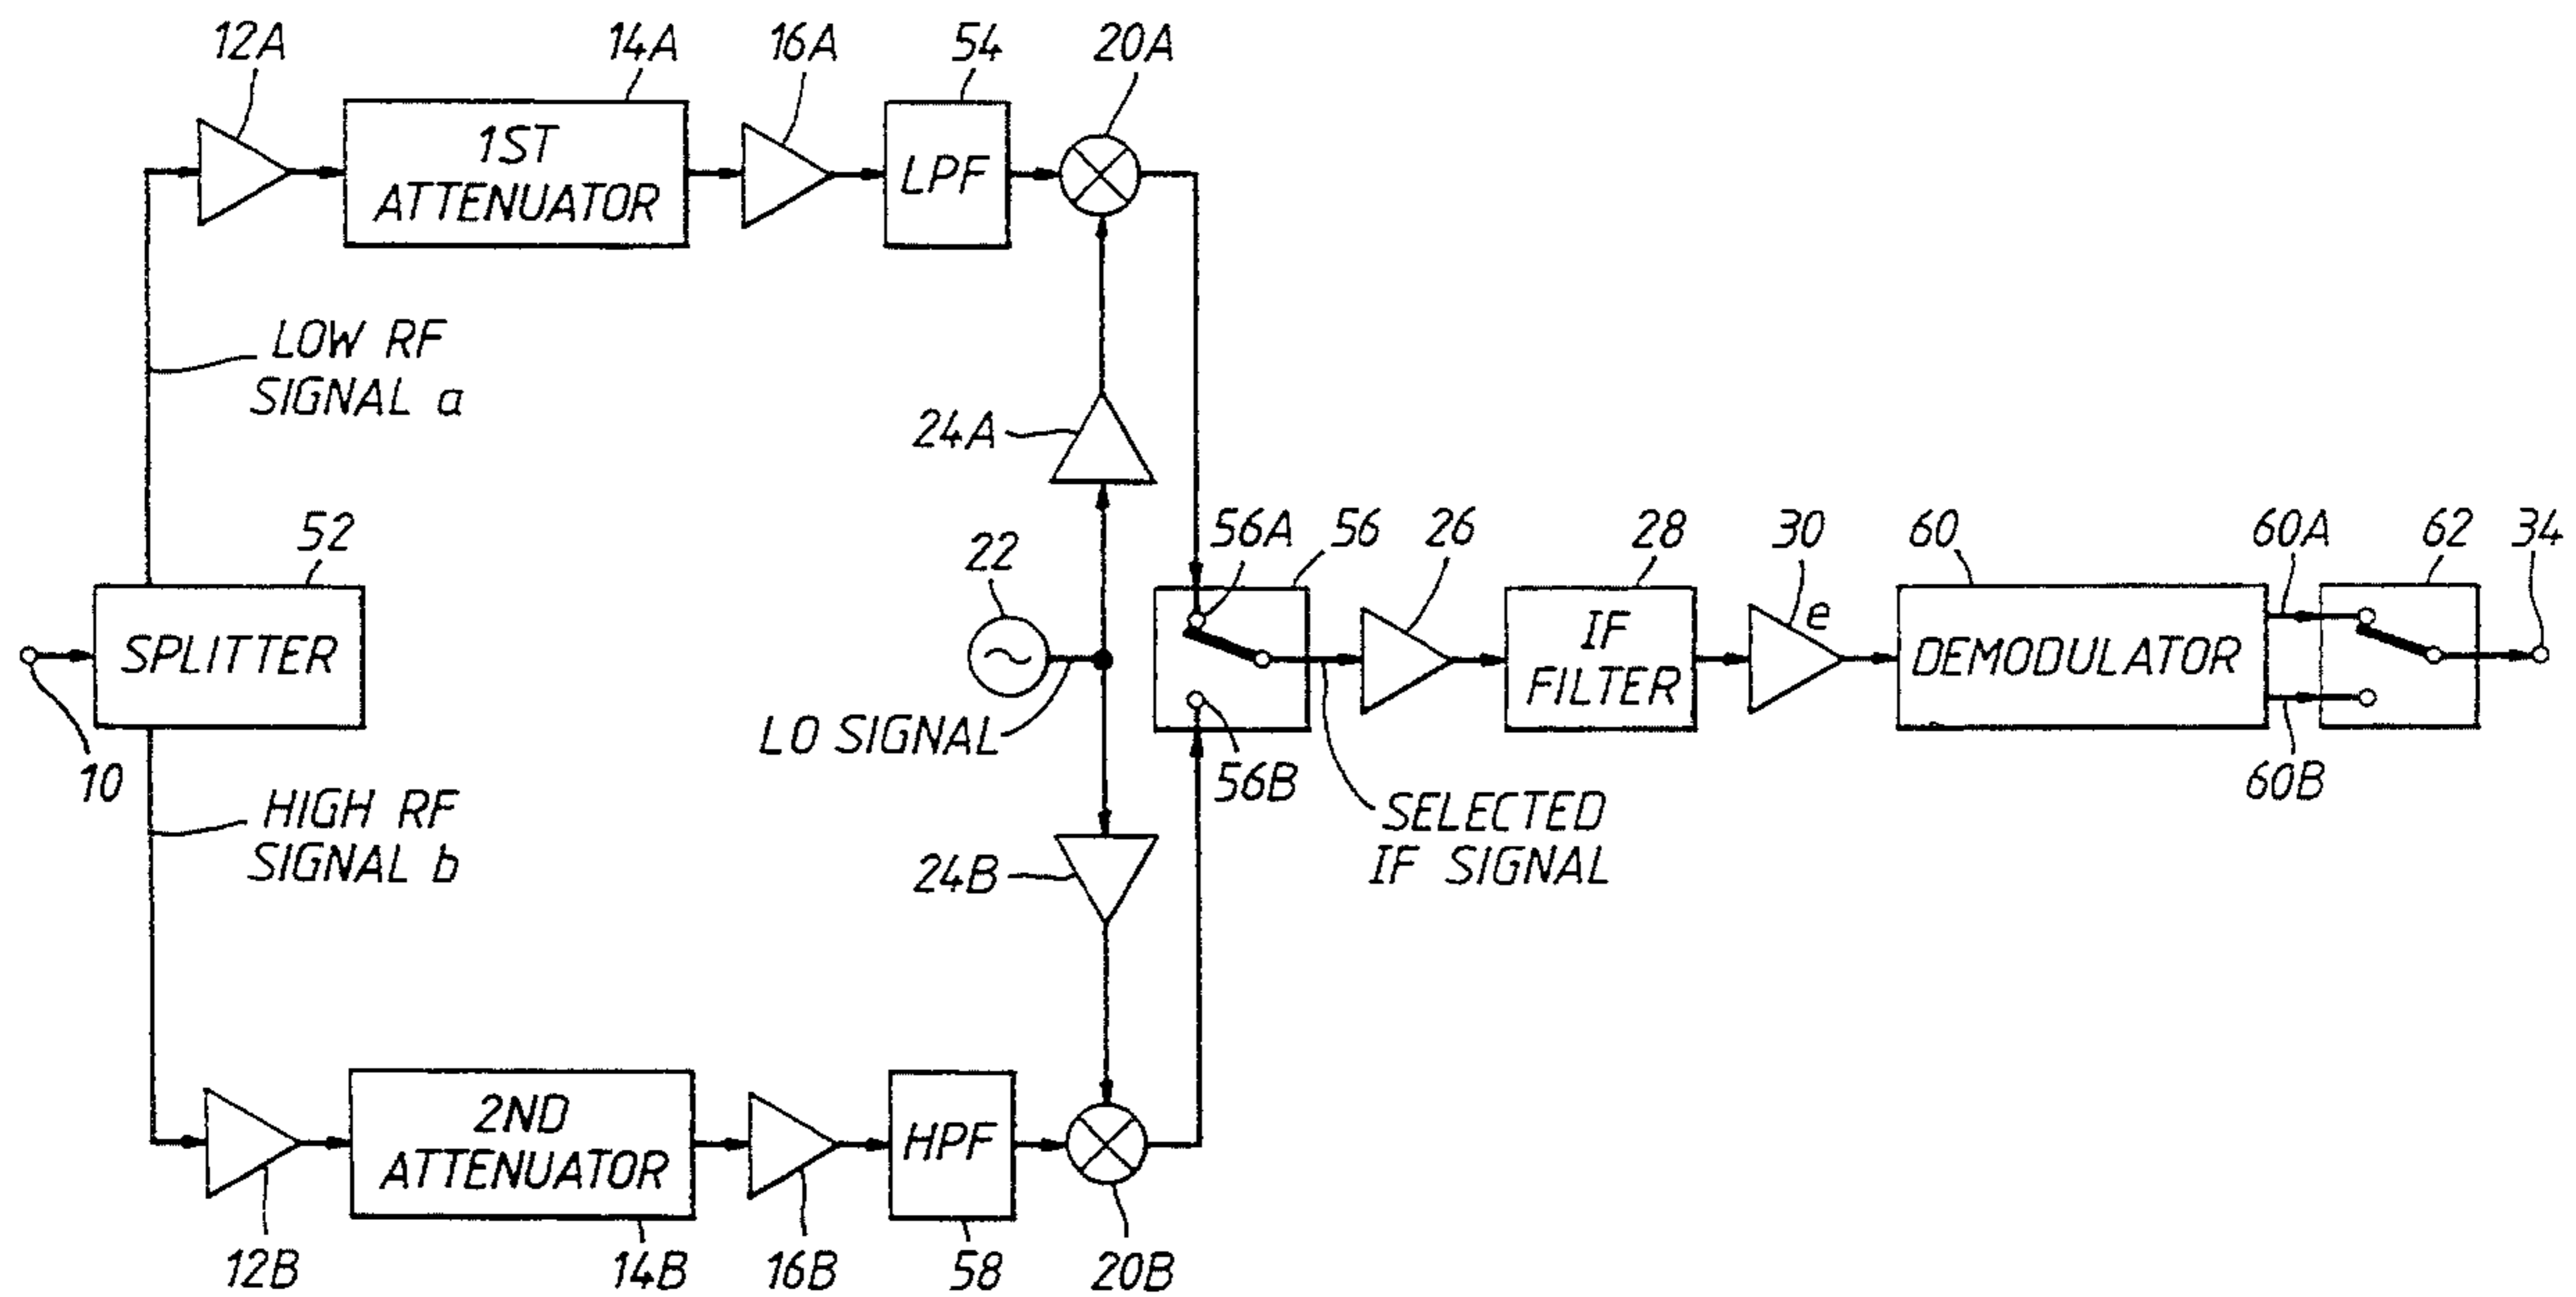 12A
14A
16A
54
20A
1ST
ATTENUATOR
LPF
LOW RF
SIGNAL a
24A
52
22
56A
56
26
28
30
60
60A
62
34
SPLITTER
IF
FILTER
e
DEMODULATOR
10
LO SIGNAL
56B
60B
HIGH RF
SIGNAL b
SELECTED
IF SIGNAL
24B
2ND
ATTENUATOR
HPF
12B
14B
16B
58
20B